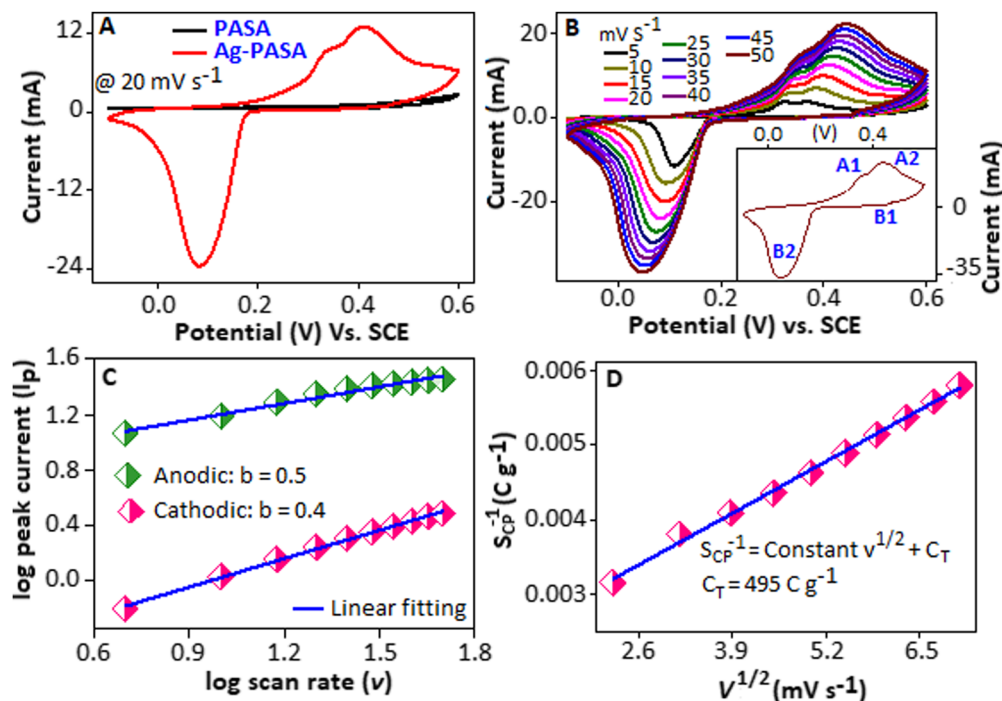 A
PASA
Ag-PASA
@ 20 mV S⁻¹
12
0
-12
-24
Current (mA)
0.0 0.2 0.4 0.6
Potential (V) Vs. SCE
B
mV S⁻¹
5 25 45
10 30 50
15 35
20 40
20
0.0
-20
Current (mA)
0.0 (V) 0.4
A1 A2
B1
B2
0
-35
Current (mA)
0.0 0.2 0.4 0.6
Potential (V) vs. SCE
C
1.6
1.2
0.8
0.4
0.0
log peak current (Iₚ)
Anodic: b = 0.5
Cathodic: b = 0.4
Linear fitting
0.6 0.9 1.2 1.5 1.8
log scan rate (v)
D
0.006
0.005
0.004
0.003
S_CP⁻¹ (C g⁻¹)
S_CP⁻¹ = Constant v^1/2 + C_T
C_T = 495 C g⁻¹
2.6 3.9 5.2 6.5
V^1/2 (mV s⁻¹)